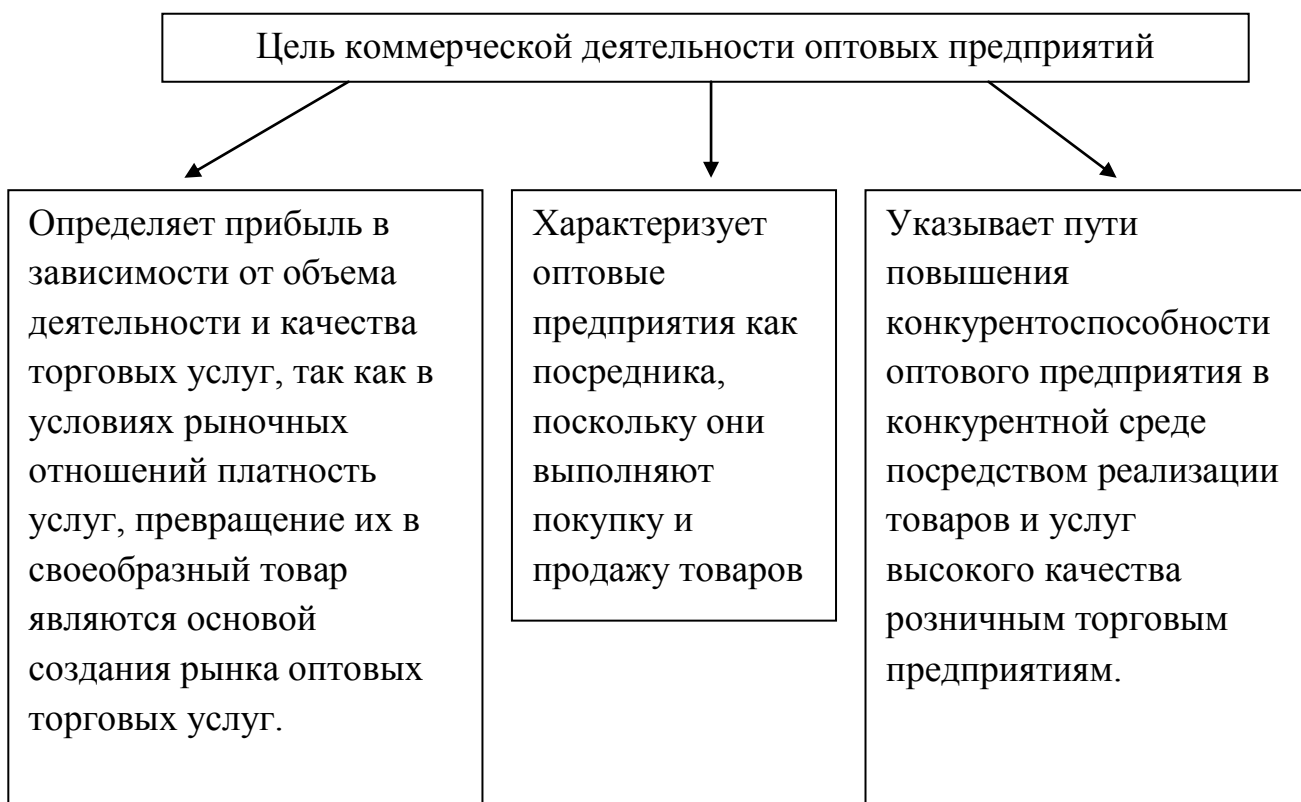 Цель коммерческой деятельности оптовых предприятий
Определяет прибыль в
зависимости от объема
деятельности и качества
торговых услуг, так как в
условиях рыночных
отношений платность
услуг, превращение их в
своеобразный товар
являются основой
создания рынка оптовых
торговых услуг.
Характеризует
оптовые
предприятия как
посредника,
поскольку они
выполняют
покупку и
продажу товаров
Указывает пути
повышения
конкурентоспособности
оптового предприятия в
конкурентной среде
посредством реализации
товаров и услуг
высокого качества
розничным торговым
предприятиям.